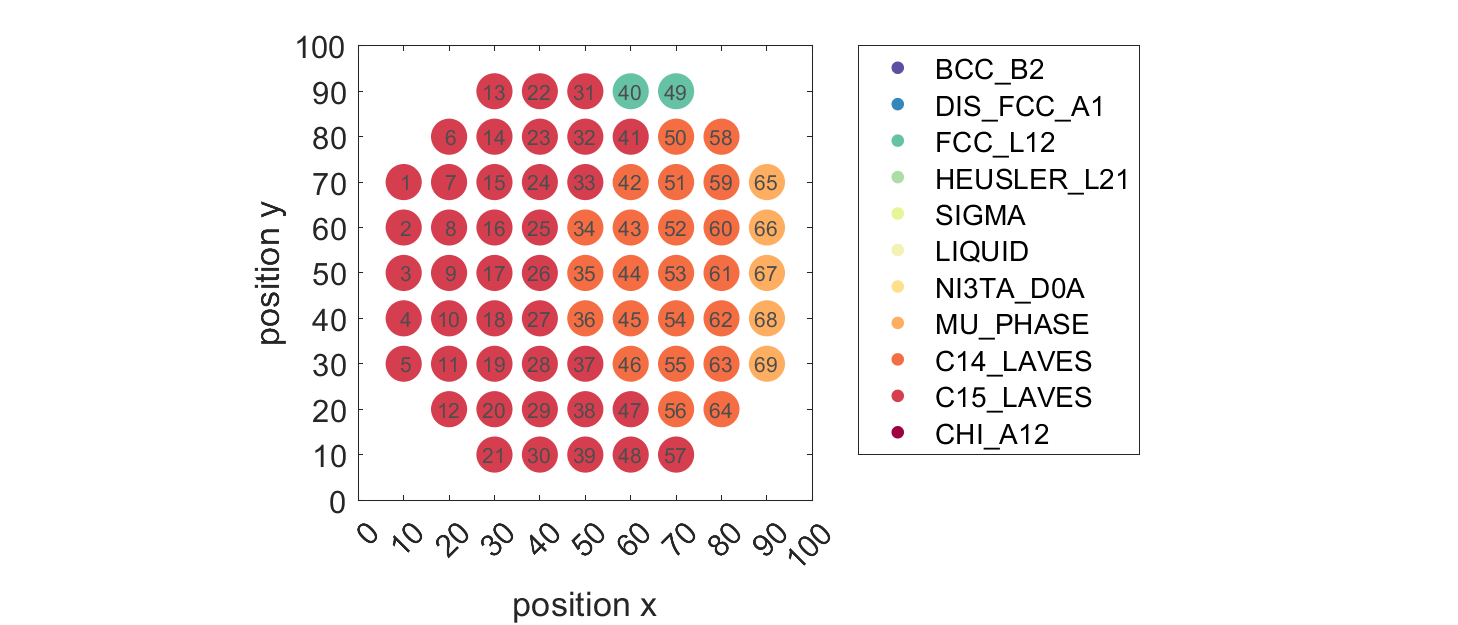 100
90 13 22 31 40 49
80 6 14 23 32 41 50 58
70 1 7 15 24 33 42 51 59 65
60 2 8 16 25 34 43 52 60 66
50 3 9 17 26 35 44 53 61 67
40 4 10 18 27 36 45 54 62 68
30 5 11 19 28 37 46 55 63 69
20 12 20 29 38 47 56 64
10 21 30 39 48 57
0
position y
0 10 20 30 40 50 60 70 80 90 100
position x
BCC_B2
DIS_FCC_A1
FCC_L12
HEUSLER_L21
SIGMA
LIQUID
NI3TA_D0A
MU_PHASE
C14_LAVES
C15_LAVES
CHI_A12